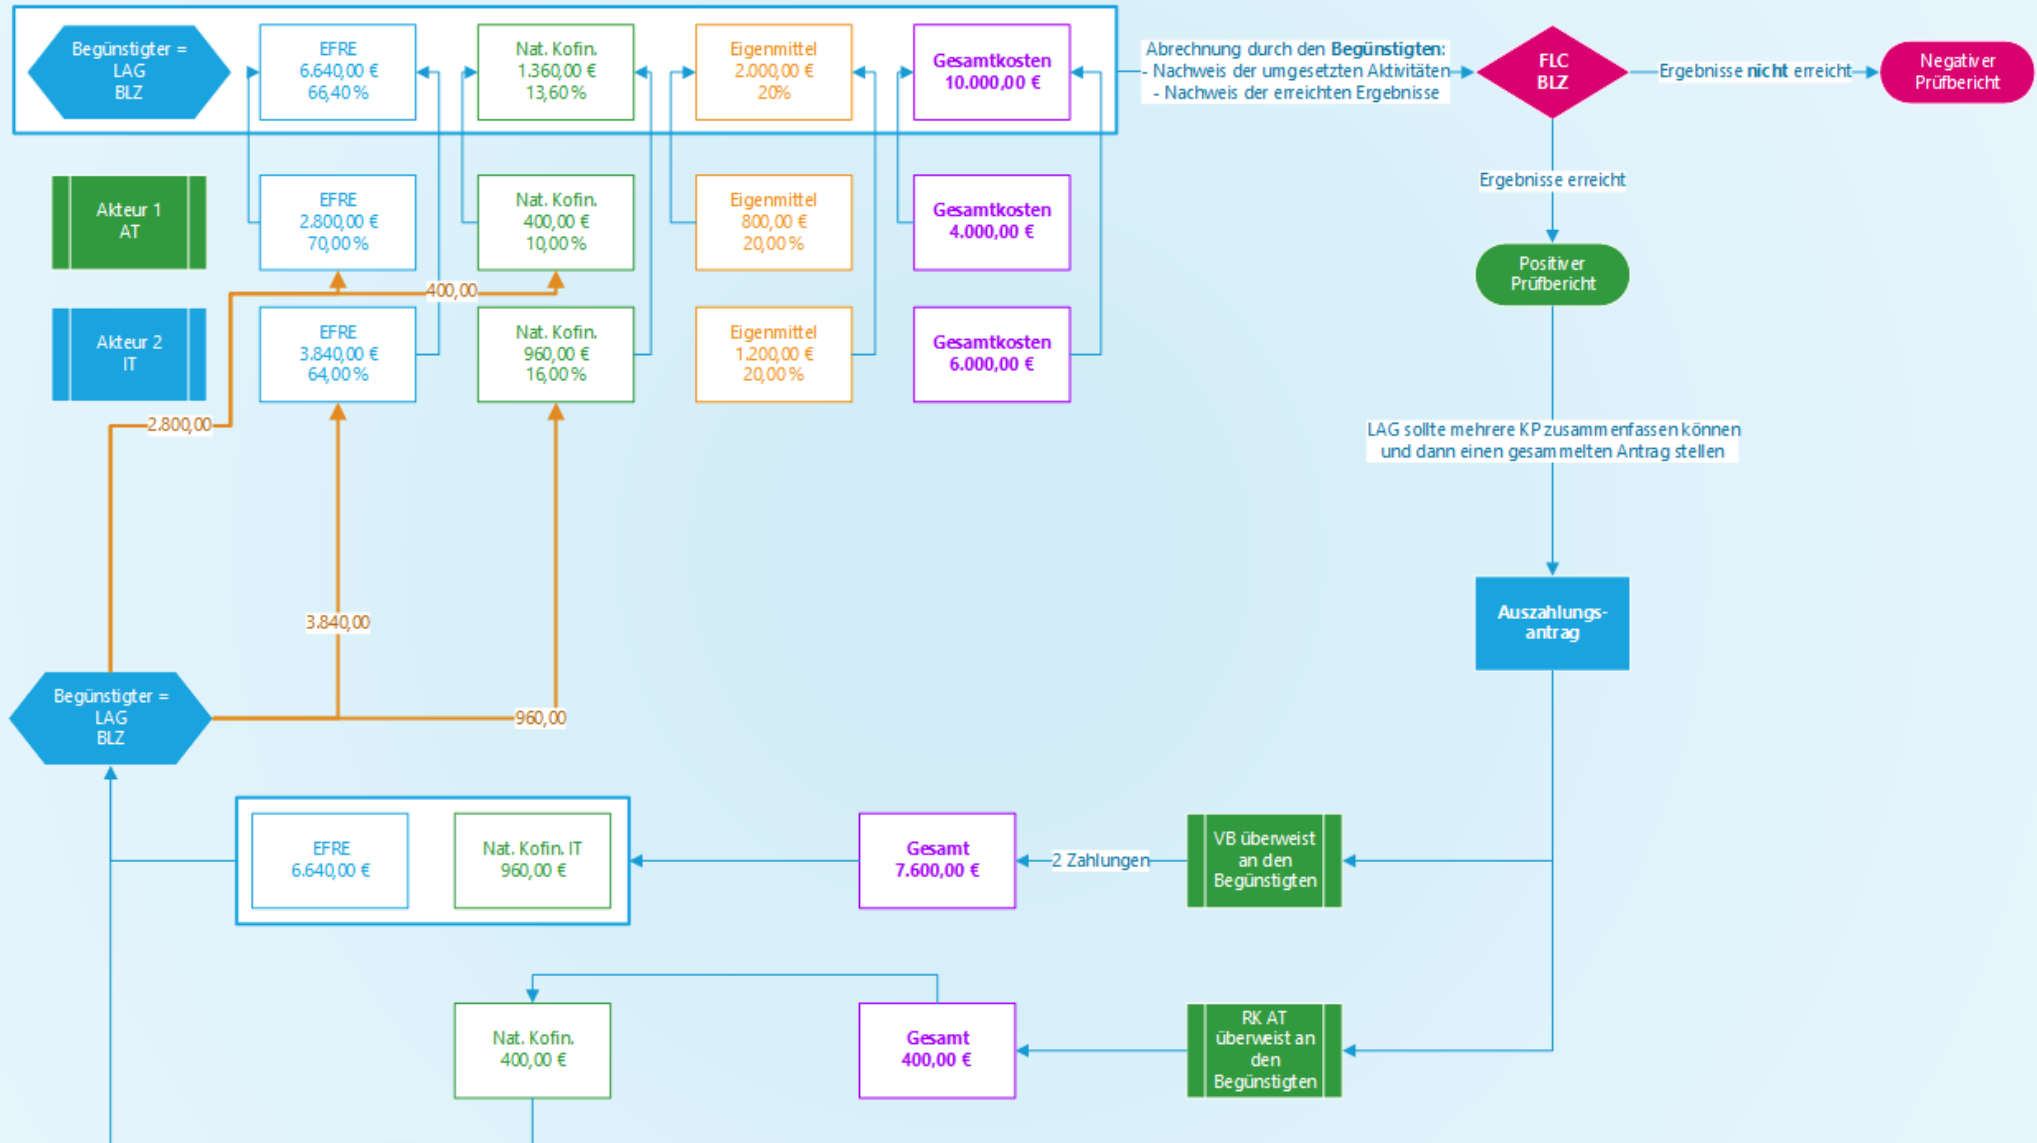 Begünstigter =
LAG
BLZ
EFRE
6.640,00 €
66,40 %
Nat. Kofin.
1.360,00 €
13,60 %
Eigenmittel
2.000,00 €
20%
Gesamtkosten
10.000,00 €
Abrechnung durch den Begünstigten:
- Nachweis der umgesetzten Aktivitäten
- Nachweis der erreichten Ergebnisse
FLC
BLZ
Ergebnisse nicht erreicht
Negativer
Prüfbericht
Akteur 1
AT
EFRE
2.800,00 €
70,00 %
Nat. Kofin.
400,00 €
10,00 %
Eigenmittel
800,00 €
20,00 %
Gesamtkosten
4.000,00 €
Ergebnisse erreicht
Positiver
Prüfbericht
400,00
Akteur 2
IT
EFRE
3.840,00 €
64,00 %
Nat. Kofin.
960,00 €
16,00 %
Eigenmittel
1.200,00 €
20,00 %
Gesamtkosten
6.000,00 €
2.800,00
LAG sollte mehrere KP zusammenfassen können
und dann einen gesammelten Antrag stellen
3.840,00
Auszahlungs-
antrag
Begünstigter =
LAG
BLZ
960,00
EFRE
6.640,00 €
Nat. Kofin. IT
960,00 €
Gesamt
7.600,00 €
2 Zahlungen
VB überweist
an den
Begünstigten
Nat. Kofin.
400,00 €
Gesamt
400,00 €
RK AT
überweist an
den
Begünstigten